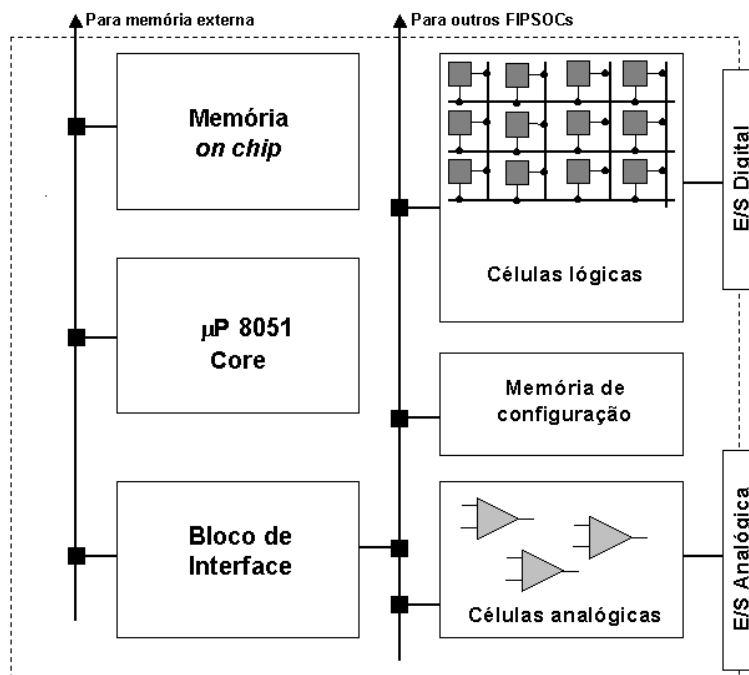 Para memória externa
Para outros FIPSOCs
Memória
on chip
Células lógicas
E/S Digital
µP 8051
Core
Memória de
configuração
Bloco de
Interface
Células analógicas
E/S Analógica